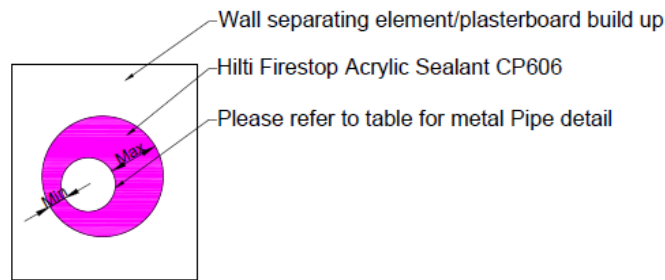 Wall separating element/plasterboard build up
Hilti Firestop Acrylic Sealant CP606
Please refer to table for metal Pipe detail
Max
Min